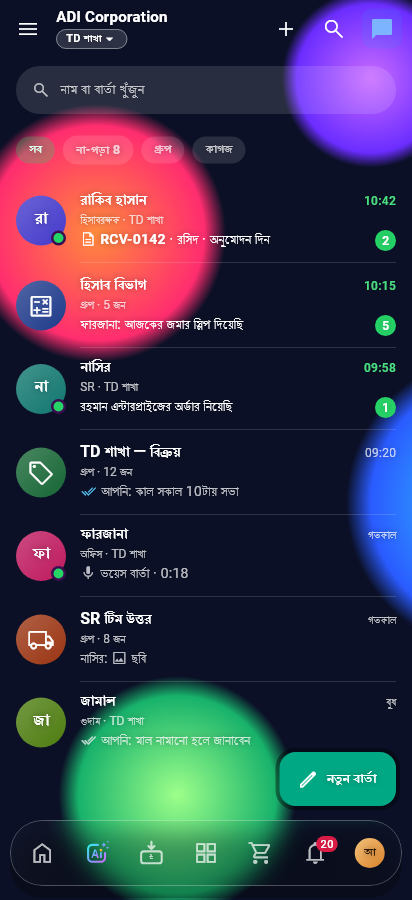 ADI Corporation
TD শাখা
নাম বা বার্তা খুঁজুন
সব
না-পড়া 8
গ্রুপ
কাগজ
রা
রাকিব হাসান
10:42
হিসাবরক্ষক · TD শাখা
RCV-0142 · রসিদ · অনুমোদন দিন
2
হিসাব বিভাগ
10:15
গ্রুপ · 5 জন
ফারজানা: আজকের জমার স্লিপ দিয়েছি
5
না
নাসির
09:58
SR · TD শাখা
রহমান এন্টারপ্রাইজের অর্ডার নিয়েছি
1
TD শাখা — বিক্রয়
09:20
গ্রুপ · 12 জন
আপনি: কাল সকাল 10টায় সভা
ফা
ফারজানা
গতকাল
অফিস · TD শাখা
ভয়েস বার্তা · 0:18
SR টিম উত্তর
গতকাল
গ্রুপ · 8 জন
নাসির: ছবি
জা
জামাল
বুধ
গুদাম · TD শাখা
আপনি: মাল নামানো হলে জানাবেন
নতুন বার্তা
Ai
৳
20
আ